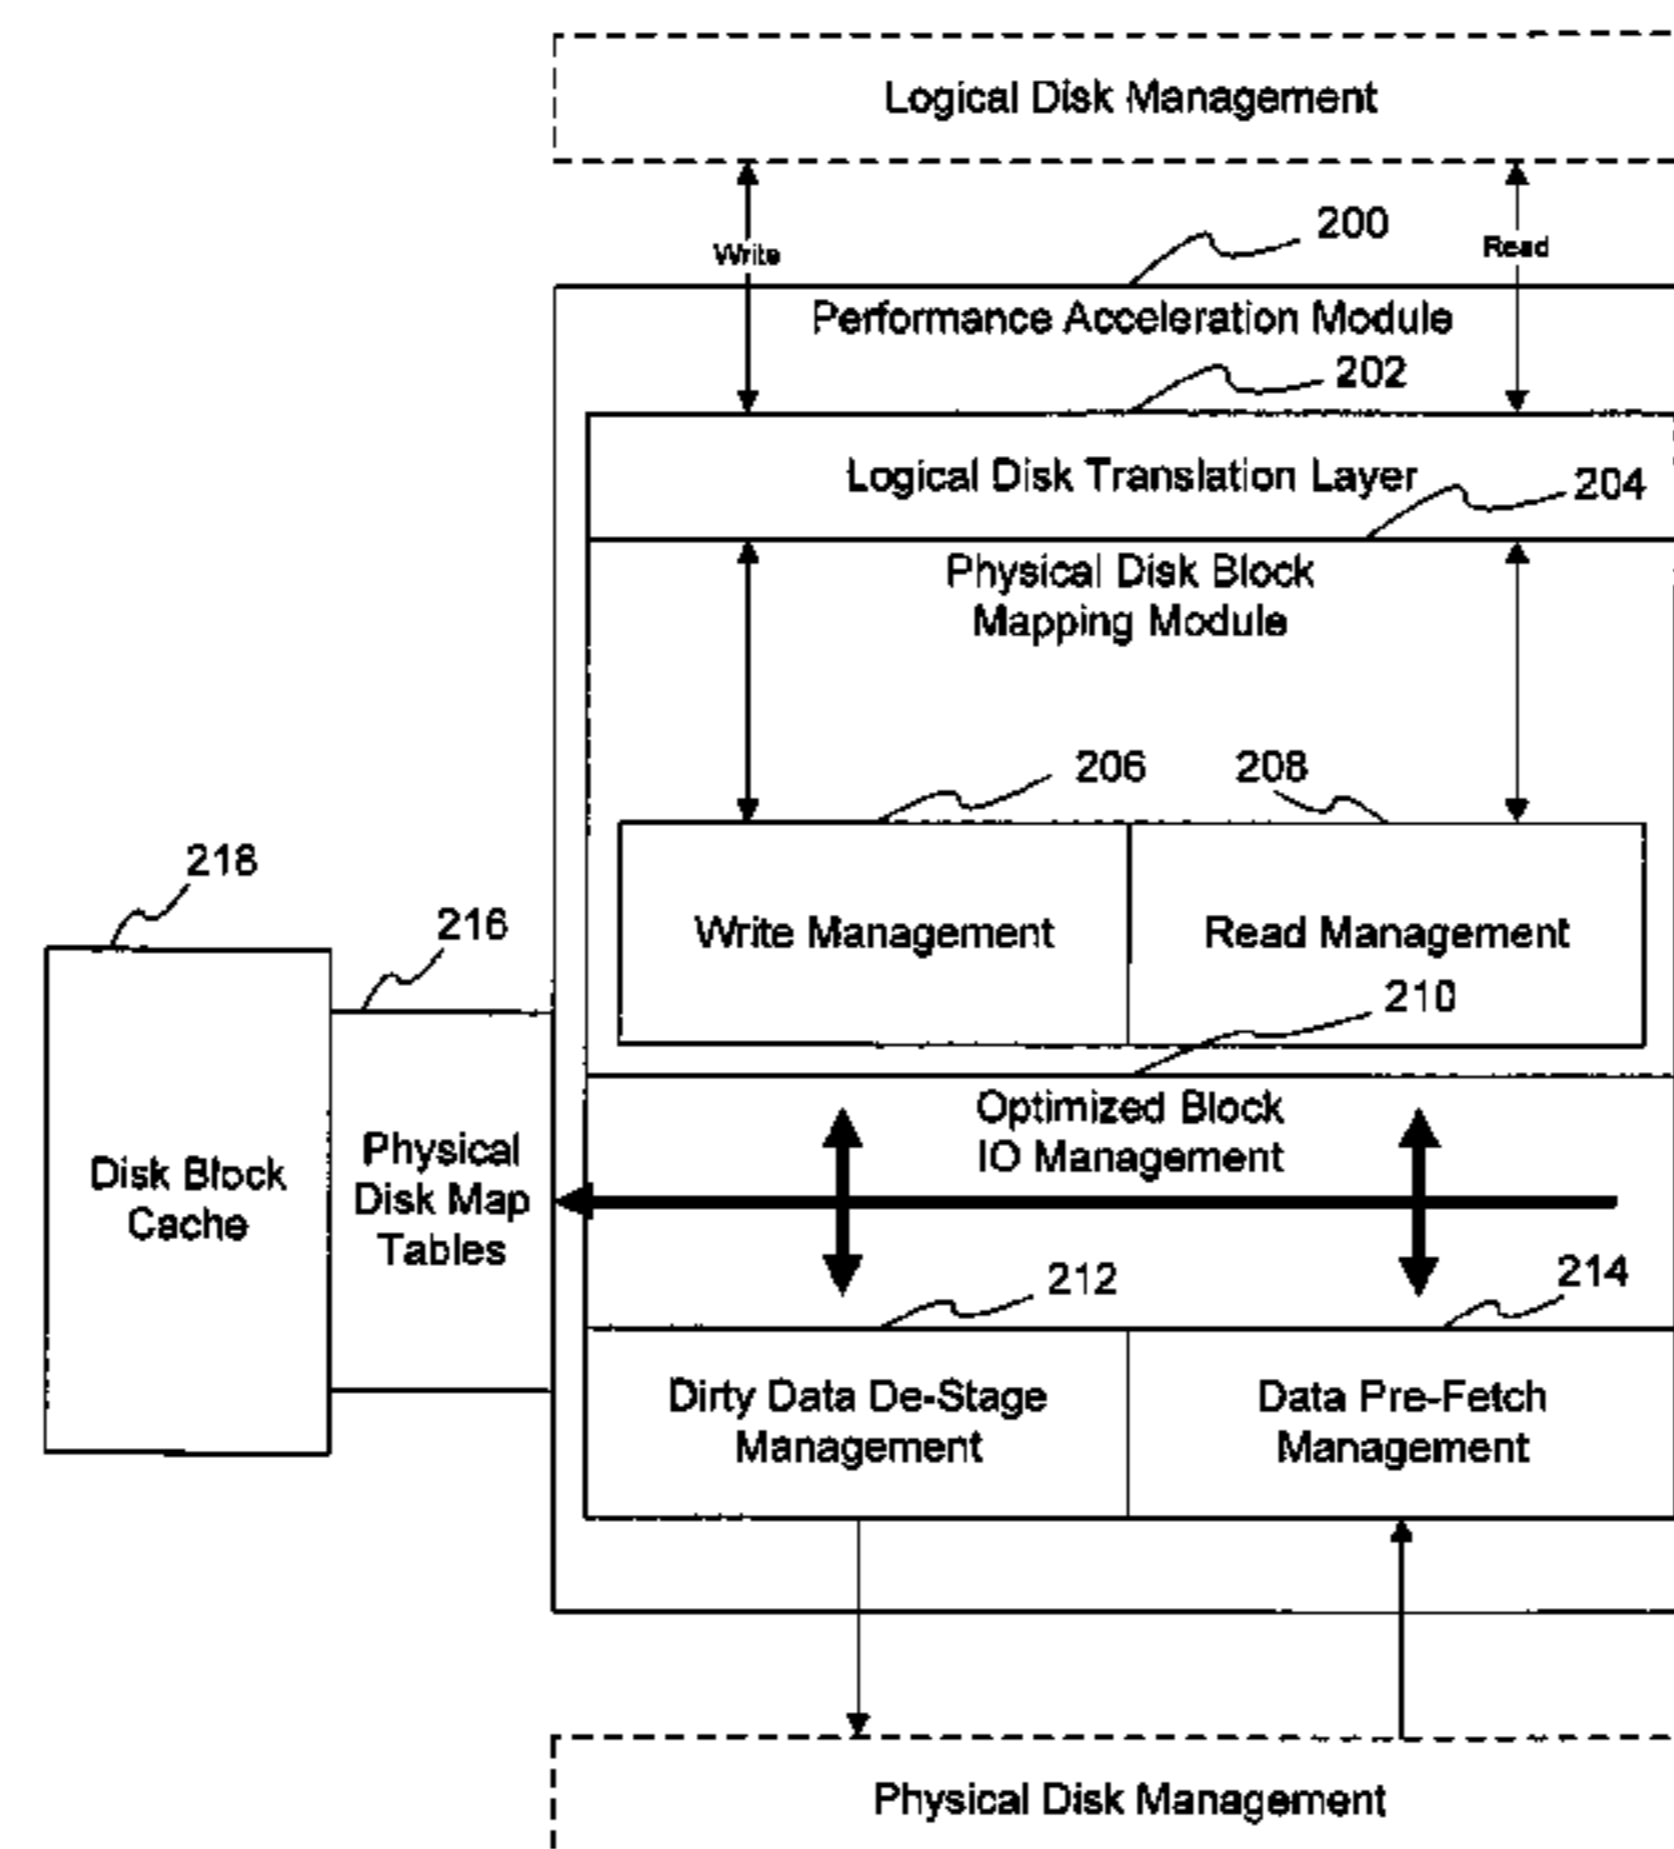 Logical Disk Management
200
Write
Read
Performance Acceleration Module
202
Logical Disk Translation Layer
204
Physical Disk Block
Mapping Module
206
208
218
216
Write Management
Read Management
210
Disk Block
Cache
Physical
Disk Map
Tables
Optimized Block
IO Management
212
214
Dirty Data De-Stage
Management
Data Pre-Fetch
Management
Physical Disk Management